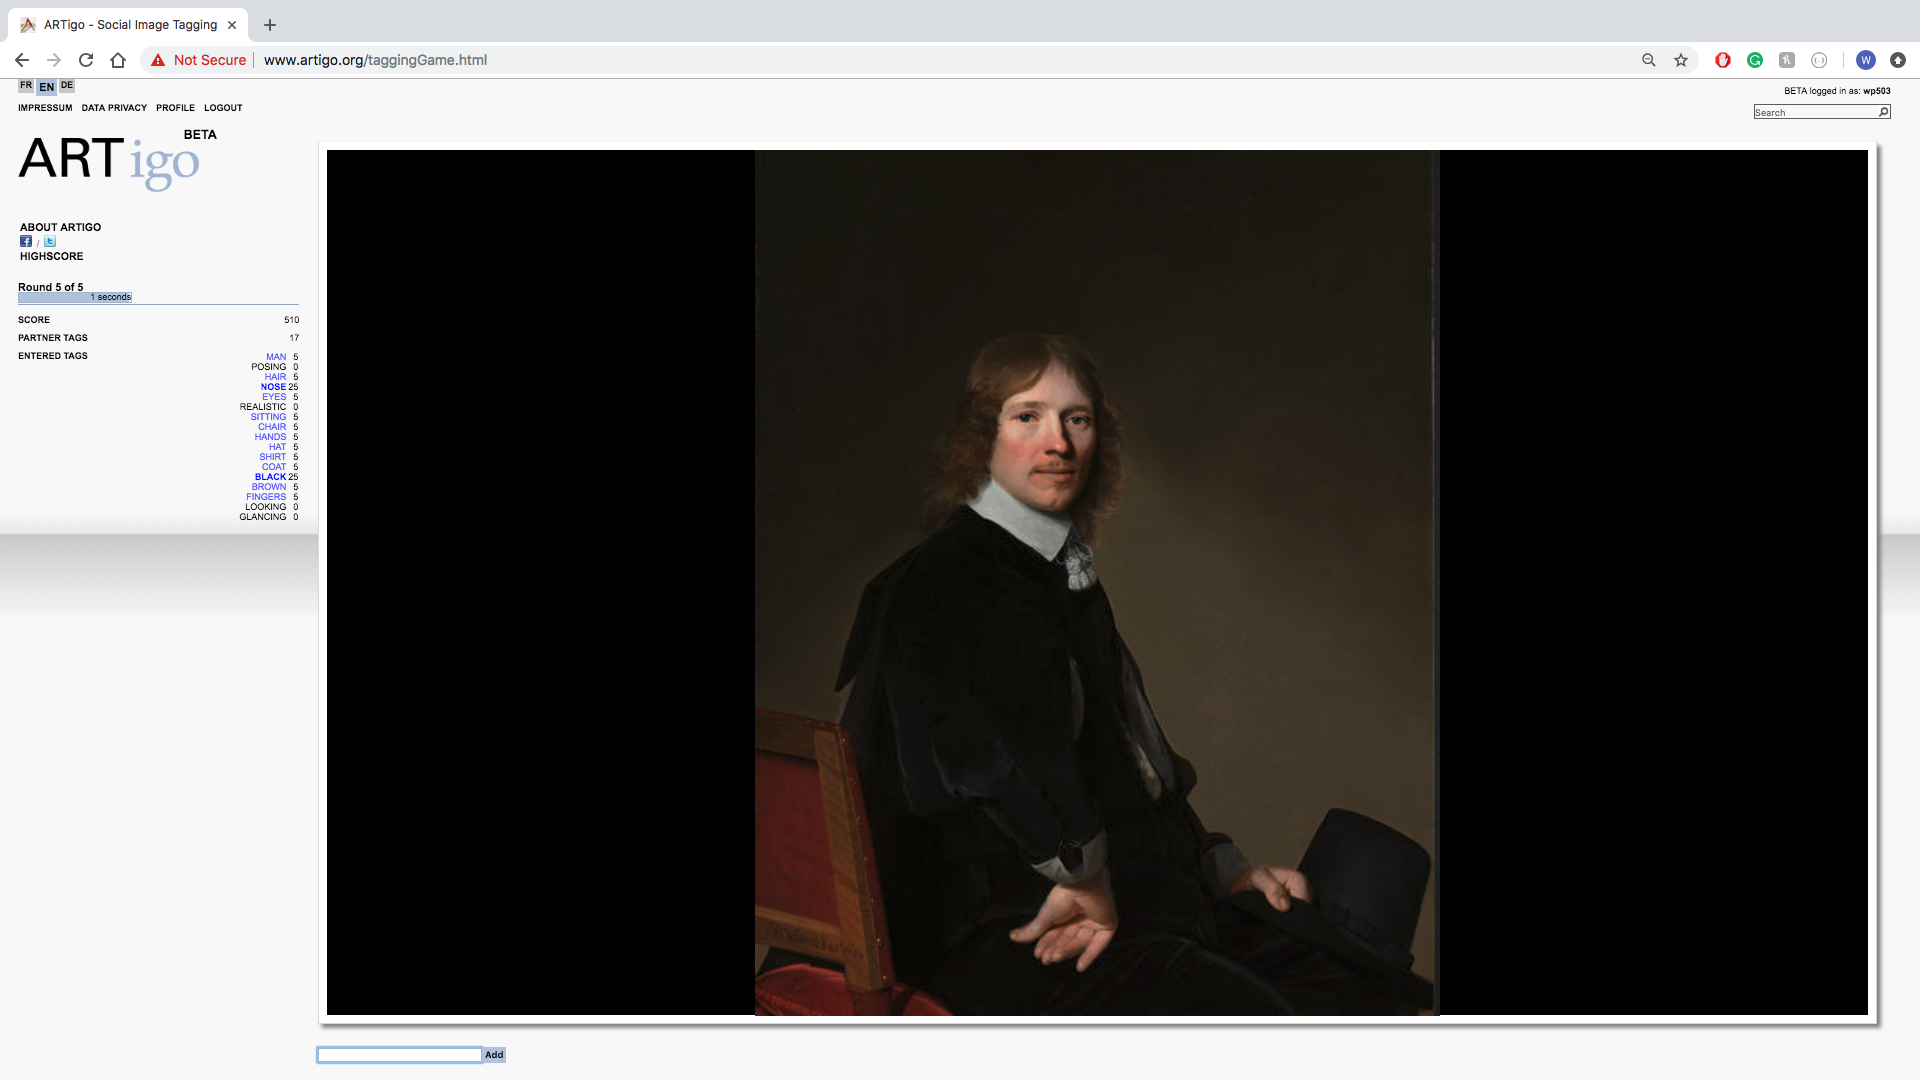 ARTigo - Social Image Tagging
Not Secure www.artigo.org/taggingGame.html
W
FR EN DE
IMPRESSUM DATA PRIVACY PROFILE LOGOUT
BETA logged in as: wp503
Search
BETA
ARTigo
ABOUT ARTIGO
/
HIGHSCORE
Round 5 of 5
1 seconds
SCORE 510
PARTNER TAGS 17
ENTERED TAGS
MAN 5
POSING 0
HAIR 5
NOSE 25
EYES 5
REALISTIC 0
SITTING 5
CHAIR 5
HANDS 5
HAT 5
SHIRT 5
COAT 5
BLACK 25
BROWN 5
FINGERS 5
LOOKING 0
GLANCING 0
Add